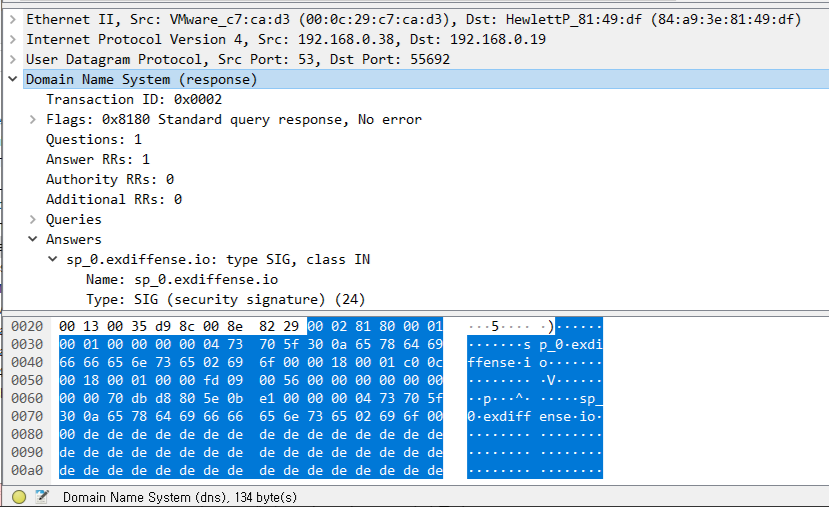 Ethernet II, Src: VMware_c7:ca:d3 (00:0c:29:c7:ca:d3), Dst: HewlettP_81:49:df (84:a9:3e:81:49:df)
Internet Protocol Version 4, Src: 192.168.0.38, Dst: 192.168.0.19
User Datagram Protocol, Src Port: 53, Dst Port: 55692
Domain Name System (response)
Transaction ID: 0x0002
Flags: 0x8180 Standard query response, No error
Questions: 1
Answer RRs: 1
Authority RRs: 0
Additional RRs: 0
Queries
Answers
sp_0.exdiffense.io: type SIG, class IN
Name: sp_0.exdiffense.io
Type: SIG (security signature) (24)
0020 00 13 00 35 d9 8c 00 8e 82 29 00 02 81 80 00 01 ···5·····)······
0030 00 01 00 00 00 00 04 73 70 5f 30 0a 65 78 64 69 ·······s p_0·exdi
0040 66 66 65 6e 73 65 02 69 6f 00 00 18 00 01 c0 0c ffense·i o·······
0050 00 18 00 01 00 00 fd 09 00 56 00 00 00 00 00 00 ········ ·V······
0060 00 00 70 db d8 80 5e 0b e1 00 00 00 04 73 70 5f ··p···^· ·····sp_
0070 30 0a 65 78 64 69 66 66 65 6e 73 65 02 69 6f 00 0·exdiff ense·io·
0080 00 de de de de de de de de de de de de de de de ········ ········
0090 de de de de de de de de de de de de de de de de ········ ········
00a0 de de de de de de de de de de de de de de de de ········ ········
Domain Name System (dns), 134 byte(s)